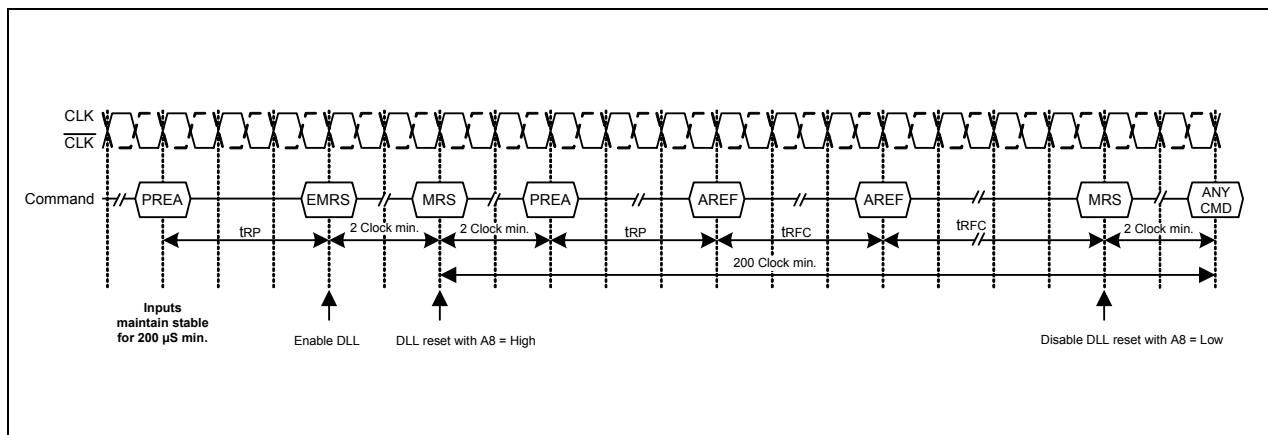 CLK
CLK
Command
PREA
EMRS
MRS
PREA
AREF
AREF
MRS
ANY
CMD
tRP
2 Clock min.
2 Clock min.
tRP
tRFC
tRFC
2 Clock min.
200 Clock min.
Inputs
maintain stable
for 200 µS min.
Enable DLL
DLL reset with A8 = High
Disable DLL reset with A8 = Low